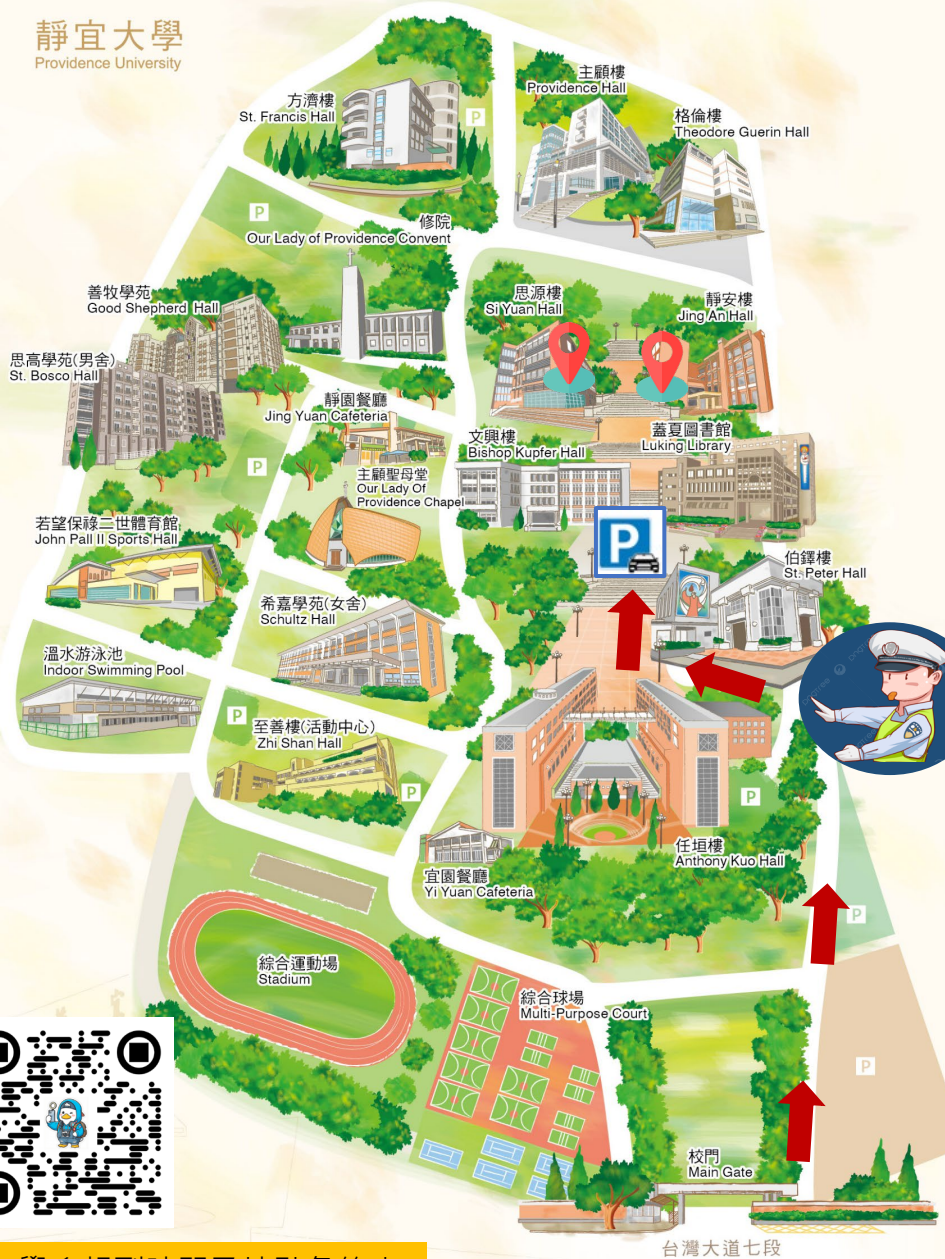 靜宜大學
Providence University
主顧樓
Providence Hall
方濟樓
St. Francis Hall
格倫樓
Theodore Guerin Hall
P
P
修院
Our Lady of Providence Convent
善牧學苑
Good Shepherd Hall
思源樓
Si Yuan Hall
靜安樓
Jing An Hall
思高學苑(男舍)
St. Bosco Hall
靜園餐廳
Jing Yuan Cafeteria
文興樓
Bishop Kupfer Hall
蓋夏圖書館
Luking Library
P
主顧聖母堂
Our Lady Of
Providence Chapel
若望保祿二世體育館
John Pall II Sports Hall
P
伯鐸樓
St. Peter Hall
希嘉學苑(女舍)
Schultz Hall
溫水游泳池
Indoor Swimming Pool
P
至善樓(活動中心)
Zhi Shan Hall
P
P
任垣樓
Anthony Kuo Hall
宜園餐廳
Yi Yuan Cafeteria
P
綜合運動場
Stadium
綜合球場
Multi-Purpose Court
P
校門
Main Gate
台灣大道七段